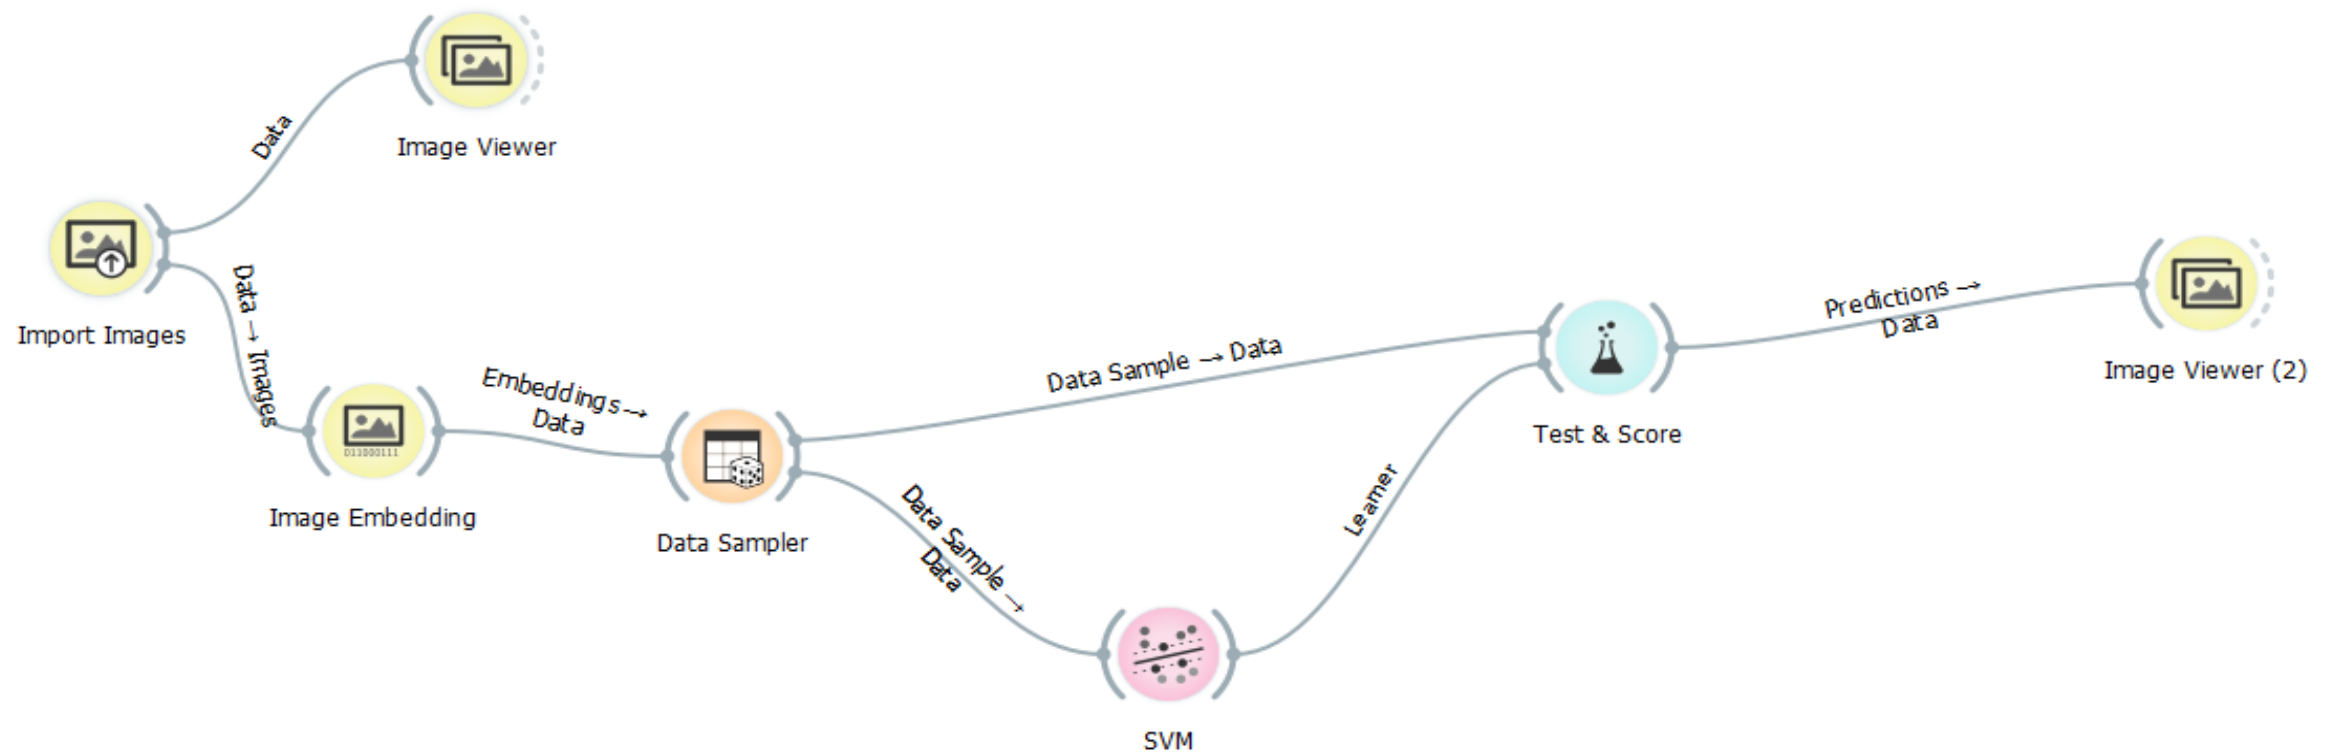 Image Viewer
Data
Import Images
Data → Images
011000111
Image Embedding
Embeddings →
Data
Data Sampler
Data Sample → Data
Data Sample →
Data
SVM
Learner
Test & Score
Predictions →
Data
Image Viewer (2)